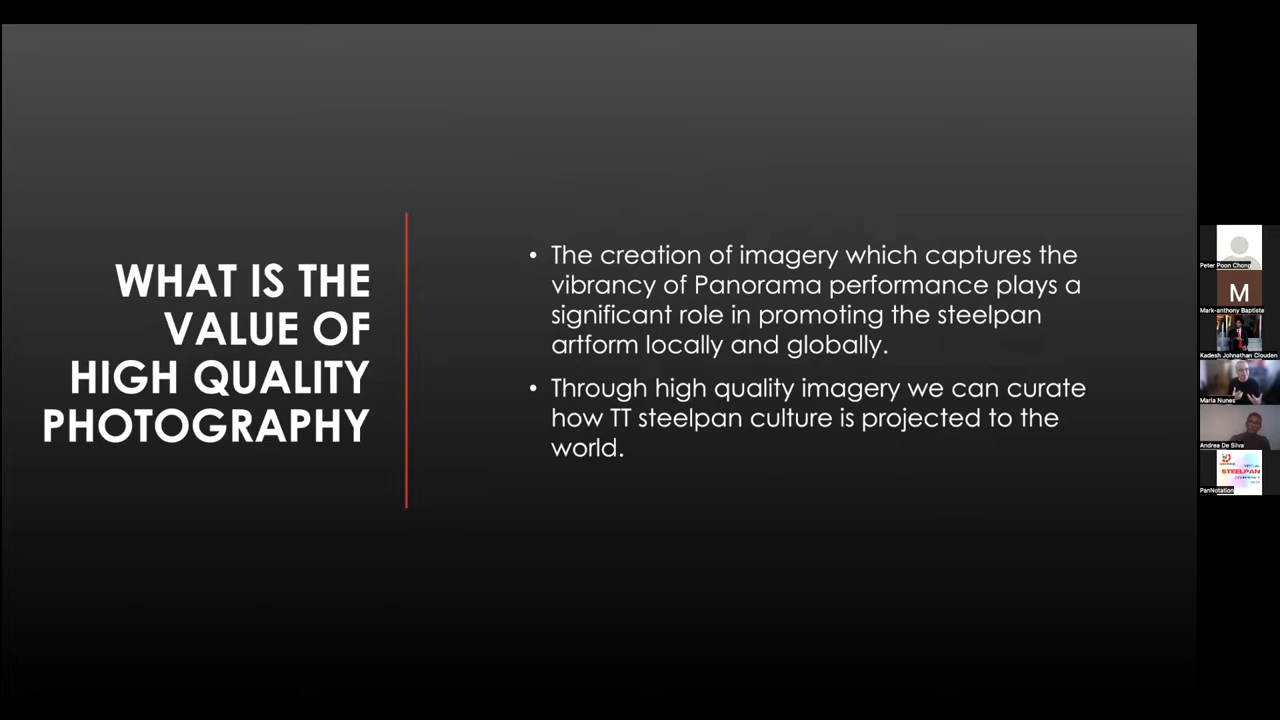 WHAT IS THE
VALUE OF
HIGH QUALITY
PHOTOGRAPHY
• The creation of imagery which captures the
vibrancy of Panorama performance plays a
significant role in promoting the steelpan
artform locally and globally.
• Through high quality imagery we can curate
how TT steelpan culture is projected to the
world.
Peter Poon Chong
M
Mark-anthony Baptiste
Kadesh Johnathan Clouden
Maria Nunes
Andrea De Silva
STEELPAN
PanNotation